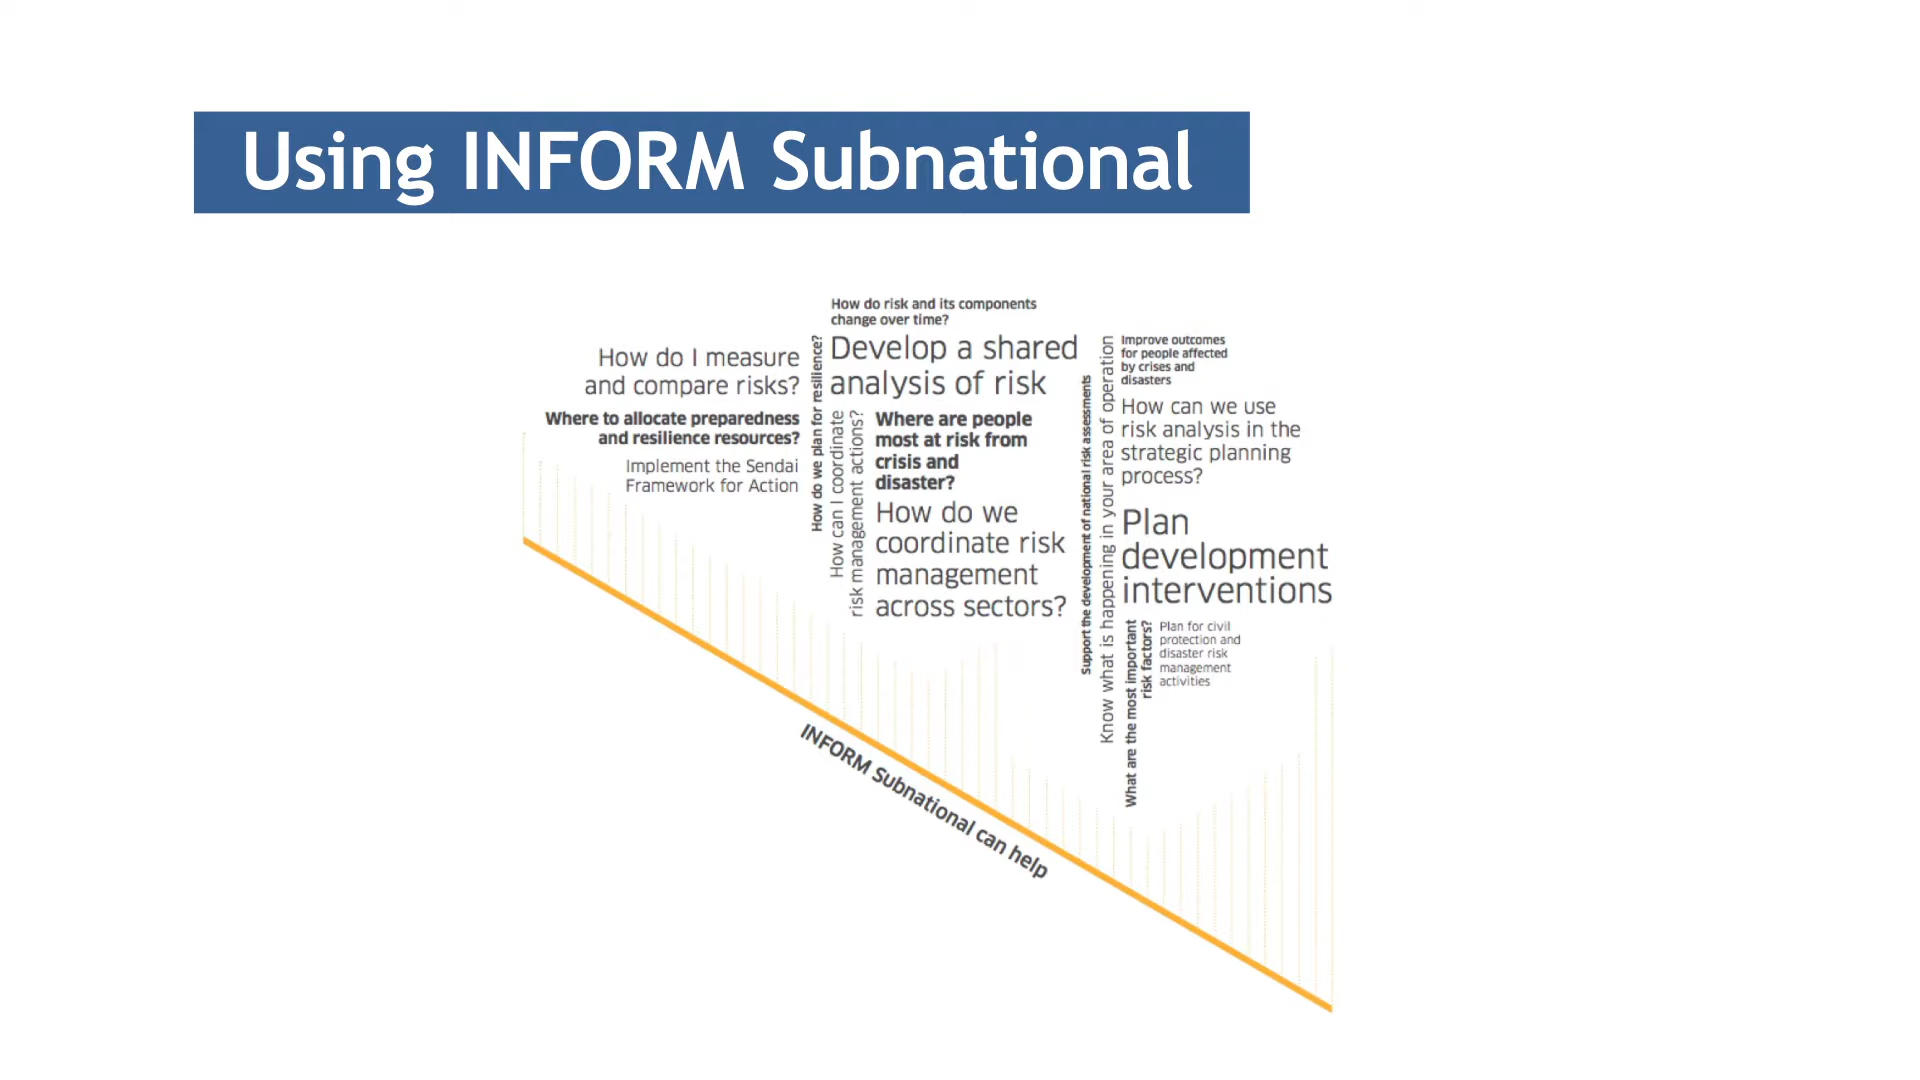 Using INFORM Subnational
How do I measure
and compare risks?
Where to allocate preparedness
and resilience resources?
Implement the Sendai
Framework for Action
How do we plan for resilience?
How do risk and its components
change over time?
Develop a shared
analysis of risk
How can I coordinate
risk management actions?
Where are people
most at risk from
crisis and
disaster?
How do we
coordinate risk
management
across sectors?
Support the development of national risk assessments
Know what is happening in your area of operation
Improve outcomes
for people affected
by crises and
disasters
How can we use
risk analysis in the
strategic planning
process?
Plan
development
interventions
What are the most important
risk factors?
Plan for civil
protection and
disaster risk
management
activities
INFORM Subnational can help